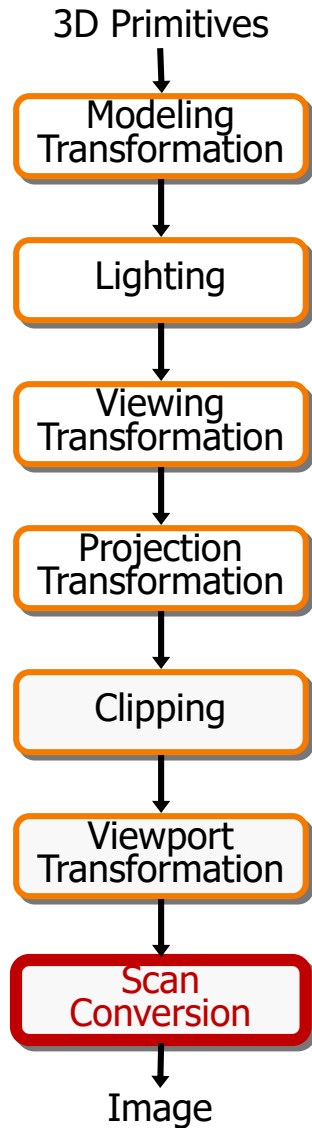 3D Primitives
Modeling
Transformation
Lighting
Viewing
Transformation
Projection
Transformation
Clipping
Viewport
Transformation
Scan
Conversion
Image